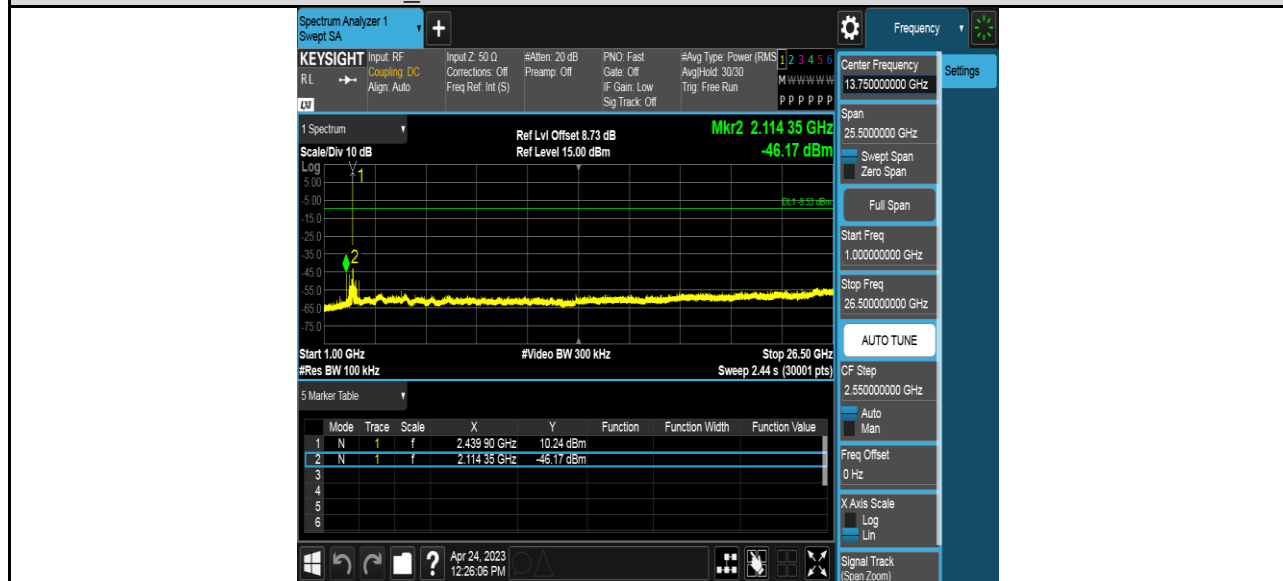 Spectrum Analyzer 1
Swept SA
+
Frequency
KEYSIGHT
RL
LXI
Input: RF
Coupling: DC
Align: Auto
Input Z: 50 Ω
Corrections: Off
Freq Ref: Int (S)
#Atten: 20 dB
Preamp: Off
PNO: Fast
Gate: Off
IF Gain: Low
Sig Track: Off
#Avg Type: Power (RMS
Avg|Hold: 30/30
Trig: Free Run
1 2 3 4 5 6
M W W W W W
P P P P P P
1 Spectrum
Scale/Div 10 dB
Ref Lvl Offset 8.73 dB
Ref Level 15.00 dBm
Mkr2 2.114 35 GHz
-46.17 dBm
Log
5.00
-5.00
-15.0
-25.0
-35.0
-45.0
-55.0
-65.0
-75.0
1
2
DL1 -9.53 dBm
Start 1.00 GHz
#Res BW 100 kHz
#Video BW 300 kHz
Stop 26.50 GHz
Sweep 2.44 s (30001 pts)
5 Marker Table
Mode Trace Scale X Y Function Function Width Function Value
1 N 1 f 2.439 90 GHz 10.24 dBm
2 N 1 f 2.114 35 GHz -46.17 dBm
3
4
5
6
?
Apr 24, 2023
12:26:06 PM
Center Frequency
13.750000000 GHz
Settings
Span
25.5000000 GHz
Swept Span
Zero Span
Full Span
Start Freq
1.000000000 GHz
Stop Freq
26.500000000 GHz
AUTO TUNE
CF Step
2.550000000 GHz
Auto
Man
Freq Offset
0 Hz
X Axis Scale
Log
Lin
Signal Track
(Span Zoom)